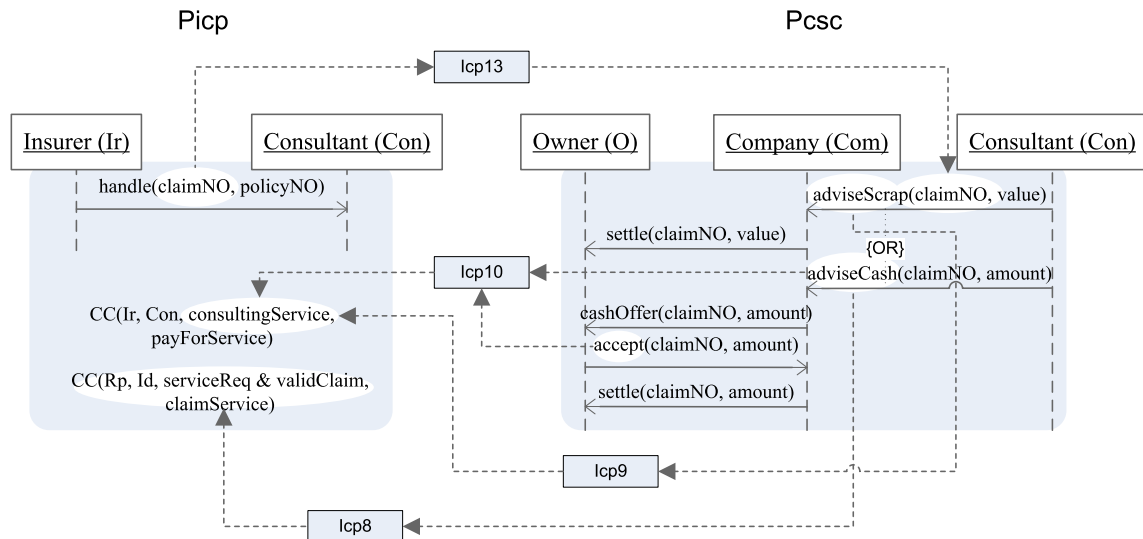 Picp
Pcsc
Icp13
Insurer (Ir)
Consultant (Con)
Owner (O)
Company (Com)
Consultant (Con)
handle(claimNO, policyNO)
adviseScrap(claimNO, value)
settle(claimNO, value)
{OR}
Icp10
adviseCash(claimNO, amount)
CC(Ir, Con, consultingService,
payForService)
cashOffer(claimNO, amount)
accept(claimNO, amount)
CC(Rp, Id, serviceReq & validClaim,
claimService)
settle(claimNO, amount)
Icp9
Icp8